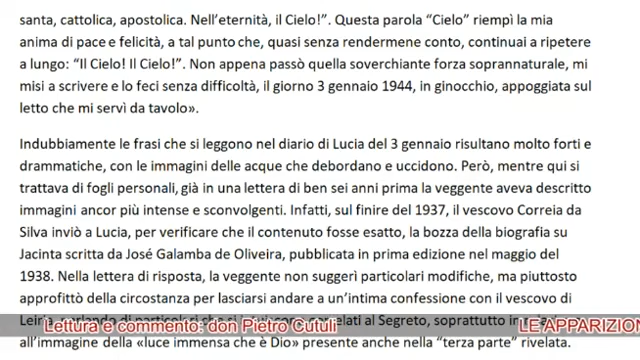 santa, cattolica, apostolica. Nell'eternità, il Cielo!". Questa parola "Cielo" riempì la mia
anima di pace e felicità, a tal punto che, quasi senza rendermene conto, continuai a ripetere
a lungo: "Il Cielo! Il Cielo!". Non appena passò quella soverchiante forza soprannaturale, mi
misi a scrivere e lo feci senza difficoltà, il giorno 3 gennaio 1944, in ginocchio, appoggiata sul
letto che mi servì da tavolo».
Indubbiamente le frasi che si leggono nel diario di Lucia del 3 gennaio risultano molto forti e
drammatiche, con le immagini delle acque che debordano e uccidono. Però, mentre qui si
trattava di fogli personali, già in una lettera di ben sei anni prima la veggente aveva descritto
immagini ancor più intense e sconvolgenti. Infatti, sul finire del 1937, il vescovo Correia da
Silva inviò a Lucia, per verificare che il contenuto fosse esatto, la bozza della biografia su
Jacinta scritta da José Galamba de Oliveira, pubblicata in prima edizione nel maggio del
1938. Nella lettera di risposta, la veggente non suggerì particolari modifiche, ma piuttosto
approfittò della circostanza per lasciarsi andare a un'intima confessione con il vescovo di
Leiria, al Segreto, soprattutto
Lettura e commento: don Pietro Cutuli LE APPARIZION
all'immagine della «luce immensa che è Dio» presente anche nella "terza parte" rivelata.